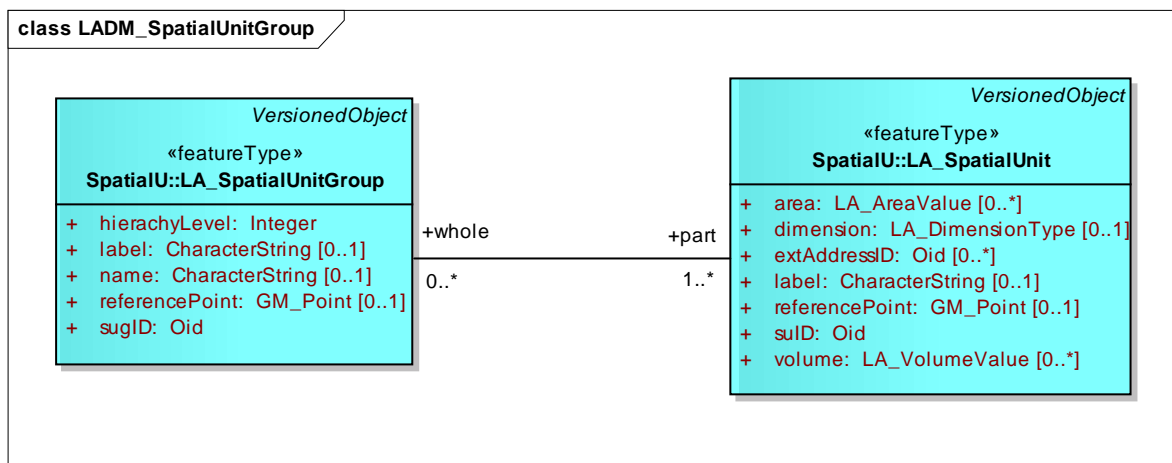 class LADM_SpatialUnitGroup
VersionedObject
«featureType»
SpatialU::LA_SpatialUnitGroup
+ hierachyLevel: Integer
+ label: CharacterString [0..1]
+ name: CharacterString [0..1]
+ referencePoint: GM_Point [0..1]
+ sugID: Oid
+whole
0..*
+part
1..*
VersionedObject
«featureType»
SpatialU::LA_SpatialUnit
+ area: LA_AreaValue [0..*]
+ dimension: LA_DimensionType [0..1]
+ extAddressID: Oid [0..*]
+ label: CharacterString [0..1]
+ referencePoint: GM_Point [0..1]
+ suID: Oid
+ volume: LA_VolumeValue [0..*]